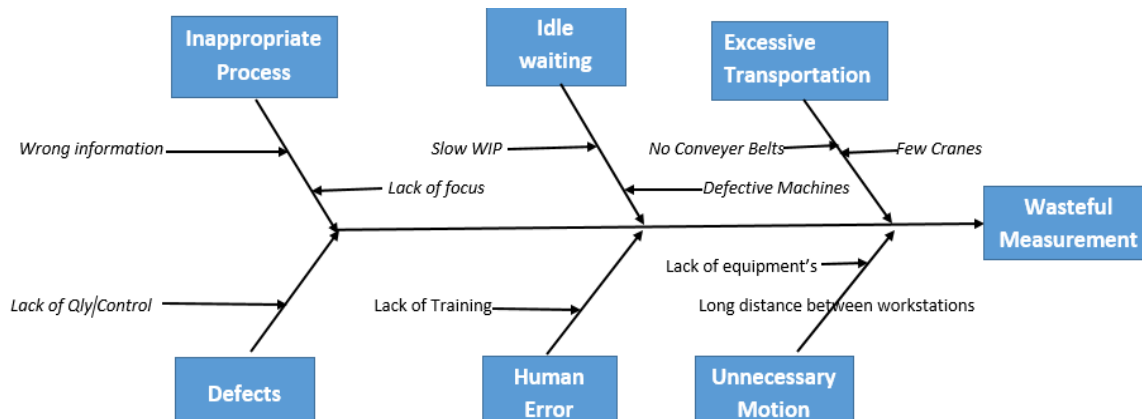 Inappropriate
Process
Idle
waiting
Excessive
Transportation
Wrong information
Slow WIP
No Conveyer Belts
Few Cranes
Lack of focus
Defective Machines
Wasteful
Measurement
Lack of equipment’s
Lack of Qly/Control
Lack of Training
Long distance between workstations
Defects
Human
Error
Unnecessary
Motion